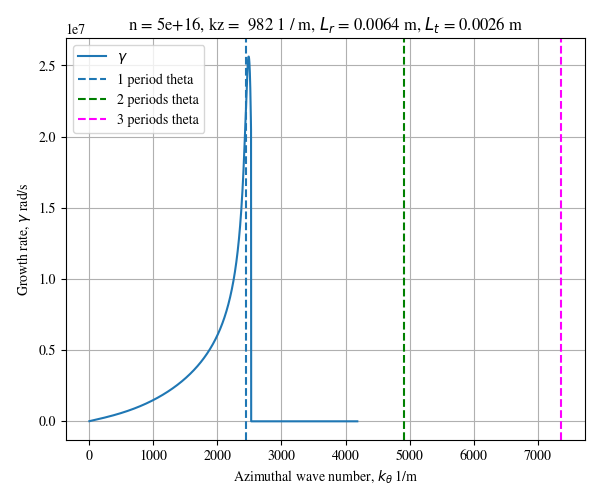 n = 5e+16, kz = 982 1 / m, L_r = 0.0064 m, L_t = 0.0026 m
1e7
γ
1 period theta
2 periods theta
3 periods theta
2.5
2.0
1.5
1.0
0.5
0.0
Growth rate, γ rad/s
0 1000 2000 3000 4000 5000 6000 7000
Azimuthal wave number, k_θ 1/m